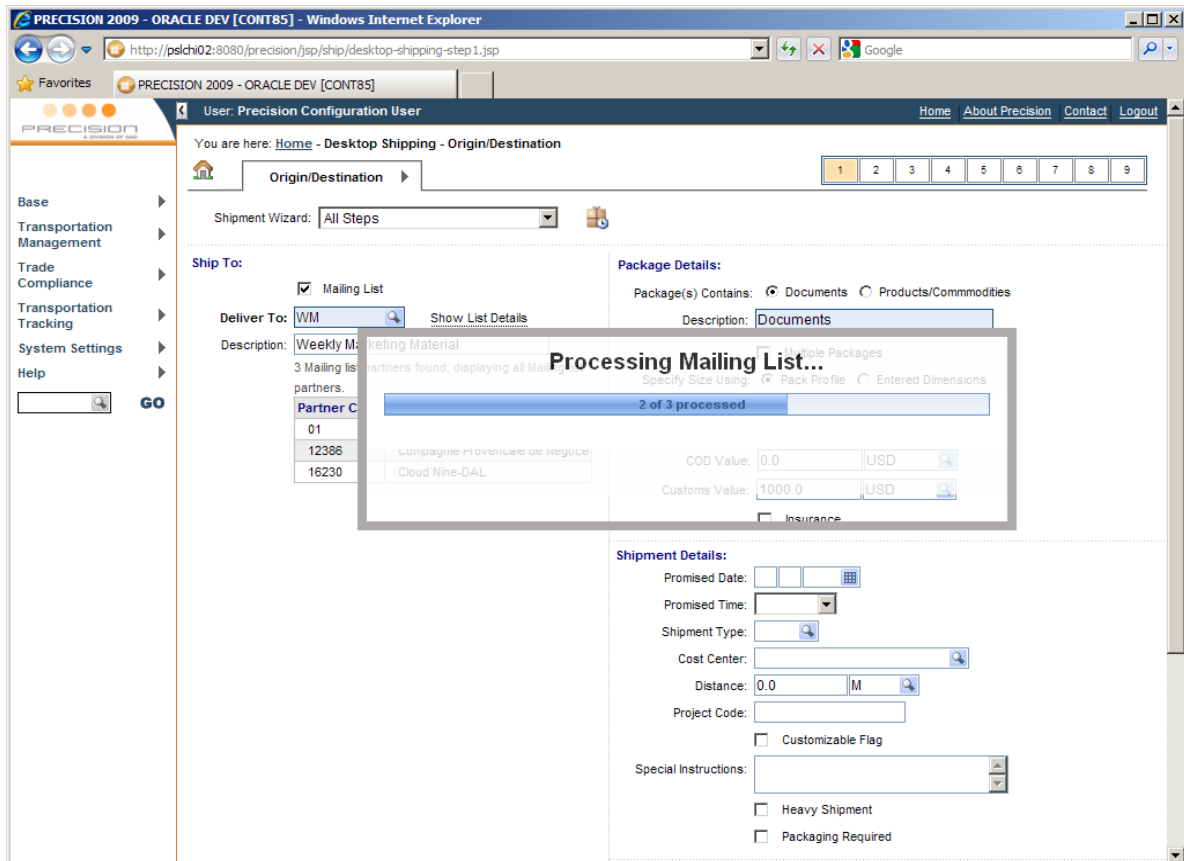 PRECISION 2009 - ORACLE DEV [CONT85] - Windows Internet Explorer
http://pslchi02:8080/precision/jsp/ship/desktop-shipping-step1.jsp
Google
Favorites
PRECISION 2009 - ORACLE DEV [CONT85]
PRECISION
A DIVISION OF QAD
User: Precision Configuration User
Home About Precision Contact Logout
You are here: Home - Desktop Shipping - Origin/Destination
Origin/Destination
1 2 3 4 5 6 7 8 9
Shipment Wizard: All Steps
Base
Transportation
Management
Trade
Compliance
Transportation
Tracking
System Settings
Help
GO
Ship To:
Mailing List
Deliver To: WM Show List Details
Description: Weekly Marketing Material
3 Mailing list partners found, displaying all Mailing list
partners.
Partner C
01
12386 Compagnie Provencale de Negoce
16230 Cloud Nine-DAL
Processing Mailing List...
2 of 3 processed
Package Details:
Package(s) Contains: Documents Products/Commmodities
Description: Documents
Multiple Packages
Specify Size Using: Pack Profile Entered Dimensions
COD Value: 0.0 USD
Customs Value: 1000.0 USD
Insurance
Shipment Details:
Promised Date:
Promised Time:
Shipment Type:
Cost Center:
Distance: 0.0 M
Project Code:
Customizable Flag
Special Instructions:
Heavy Shipment
Packaging Required